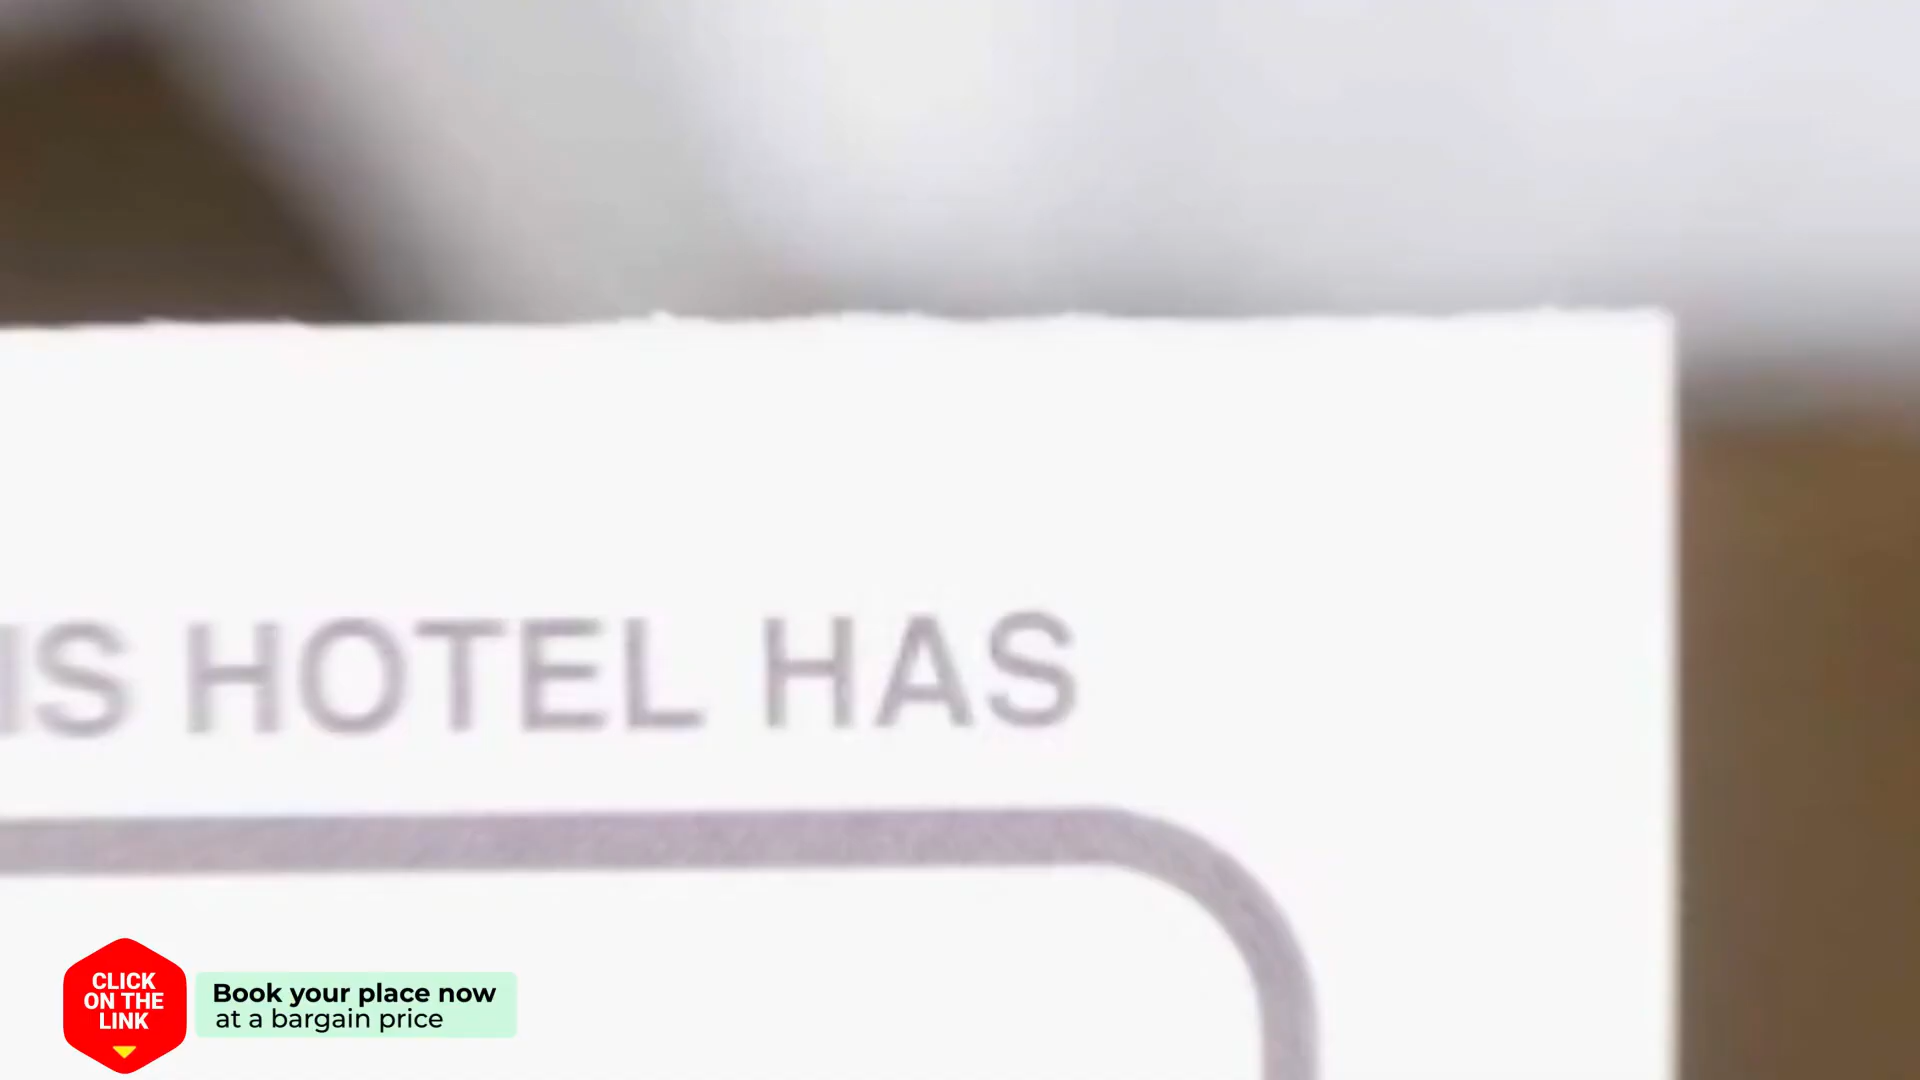 IS HOTEL HAS
CLICK
ON THE
LINK
Book your place now
at a bargain price